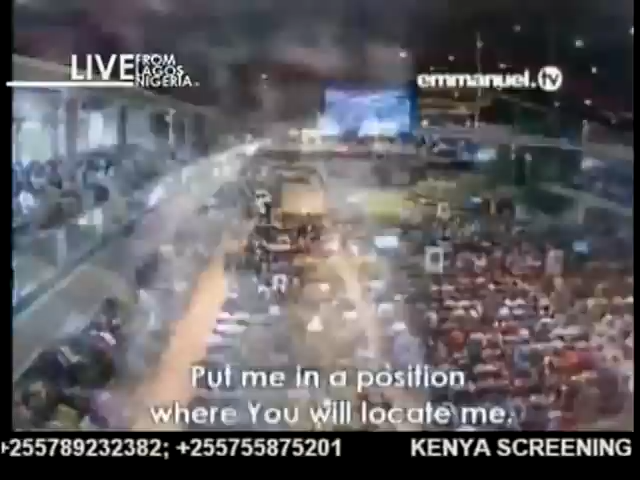 LIVE FROM LAGOS NIGERIA
emmanuel.tv
Put me in a position
where You will locate me.
+255789232382; +255755875201 KENYA SCREENING